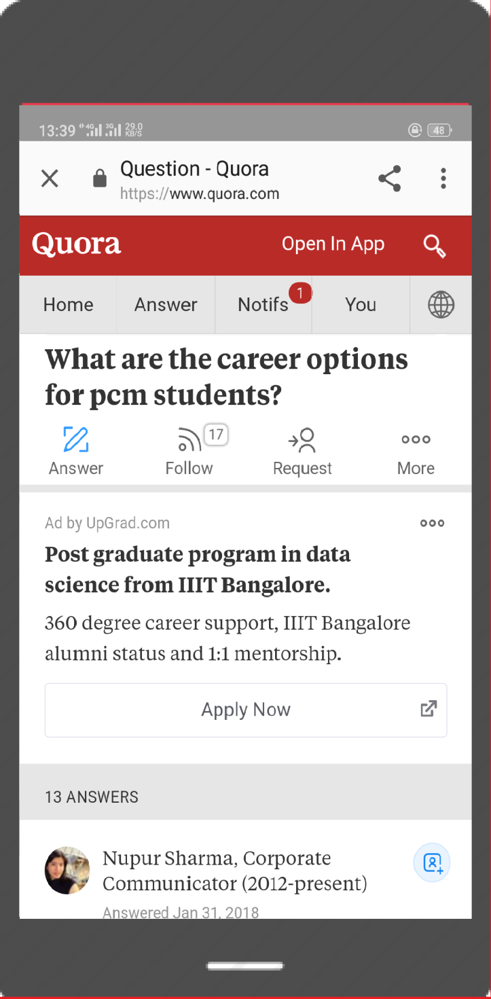 13:39 4G 3G 29.0 KB/S 48
Question - Quora
https://www.quora.com
Quora Open In App
Home Answer Notifs 1 You
What are the career options
for pcm students?
17
Answer Follow Request More
Ad by UpGrad.com
Post graduate program in data
science from IIIT Bangalore.
360 degree career support, IIIT Bangalore
alumni status and 1:1 mentorship.
Apply Now
13 ANSWERS
Nupur Sharma, Corporate
Communicator (2012-present)
Answered Jan 31, 2018